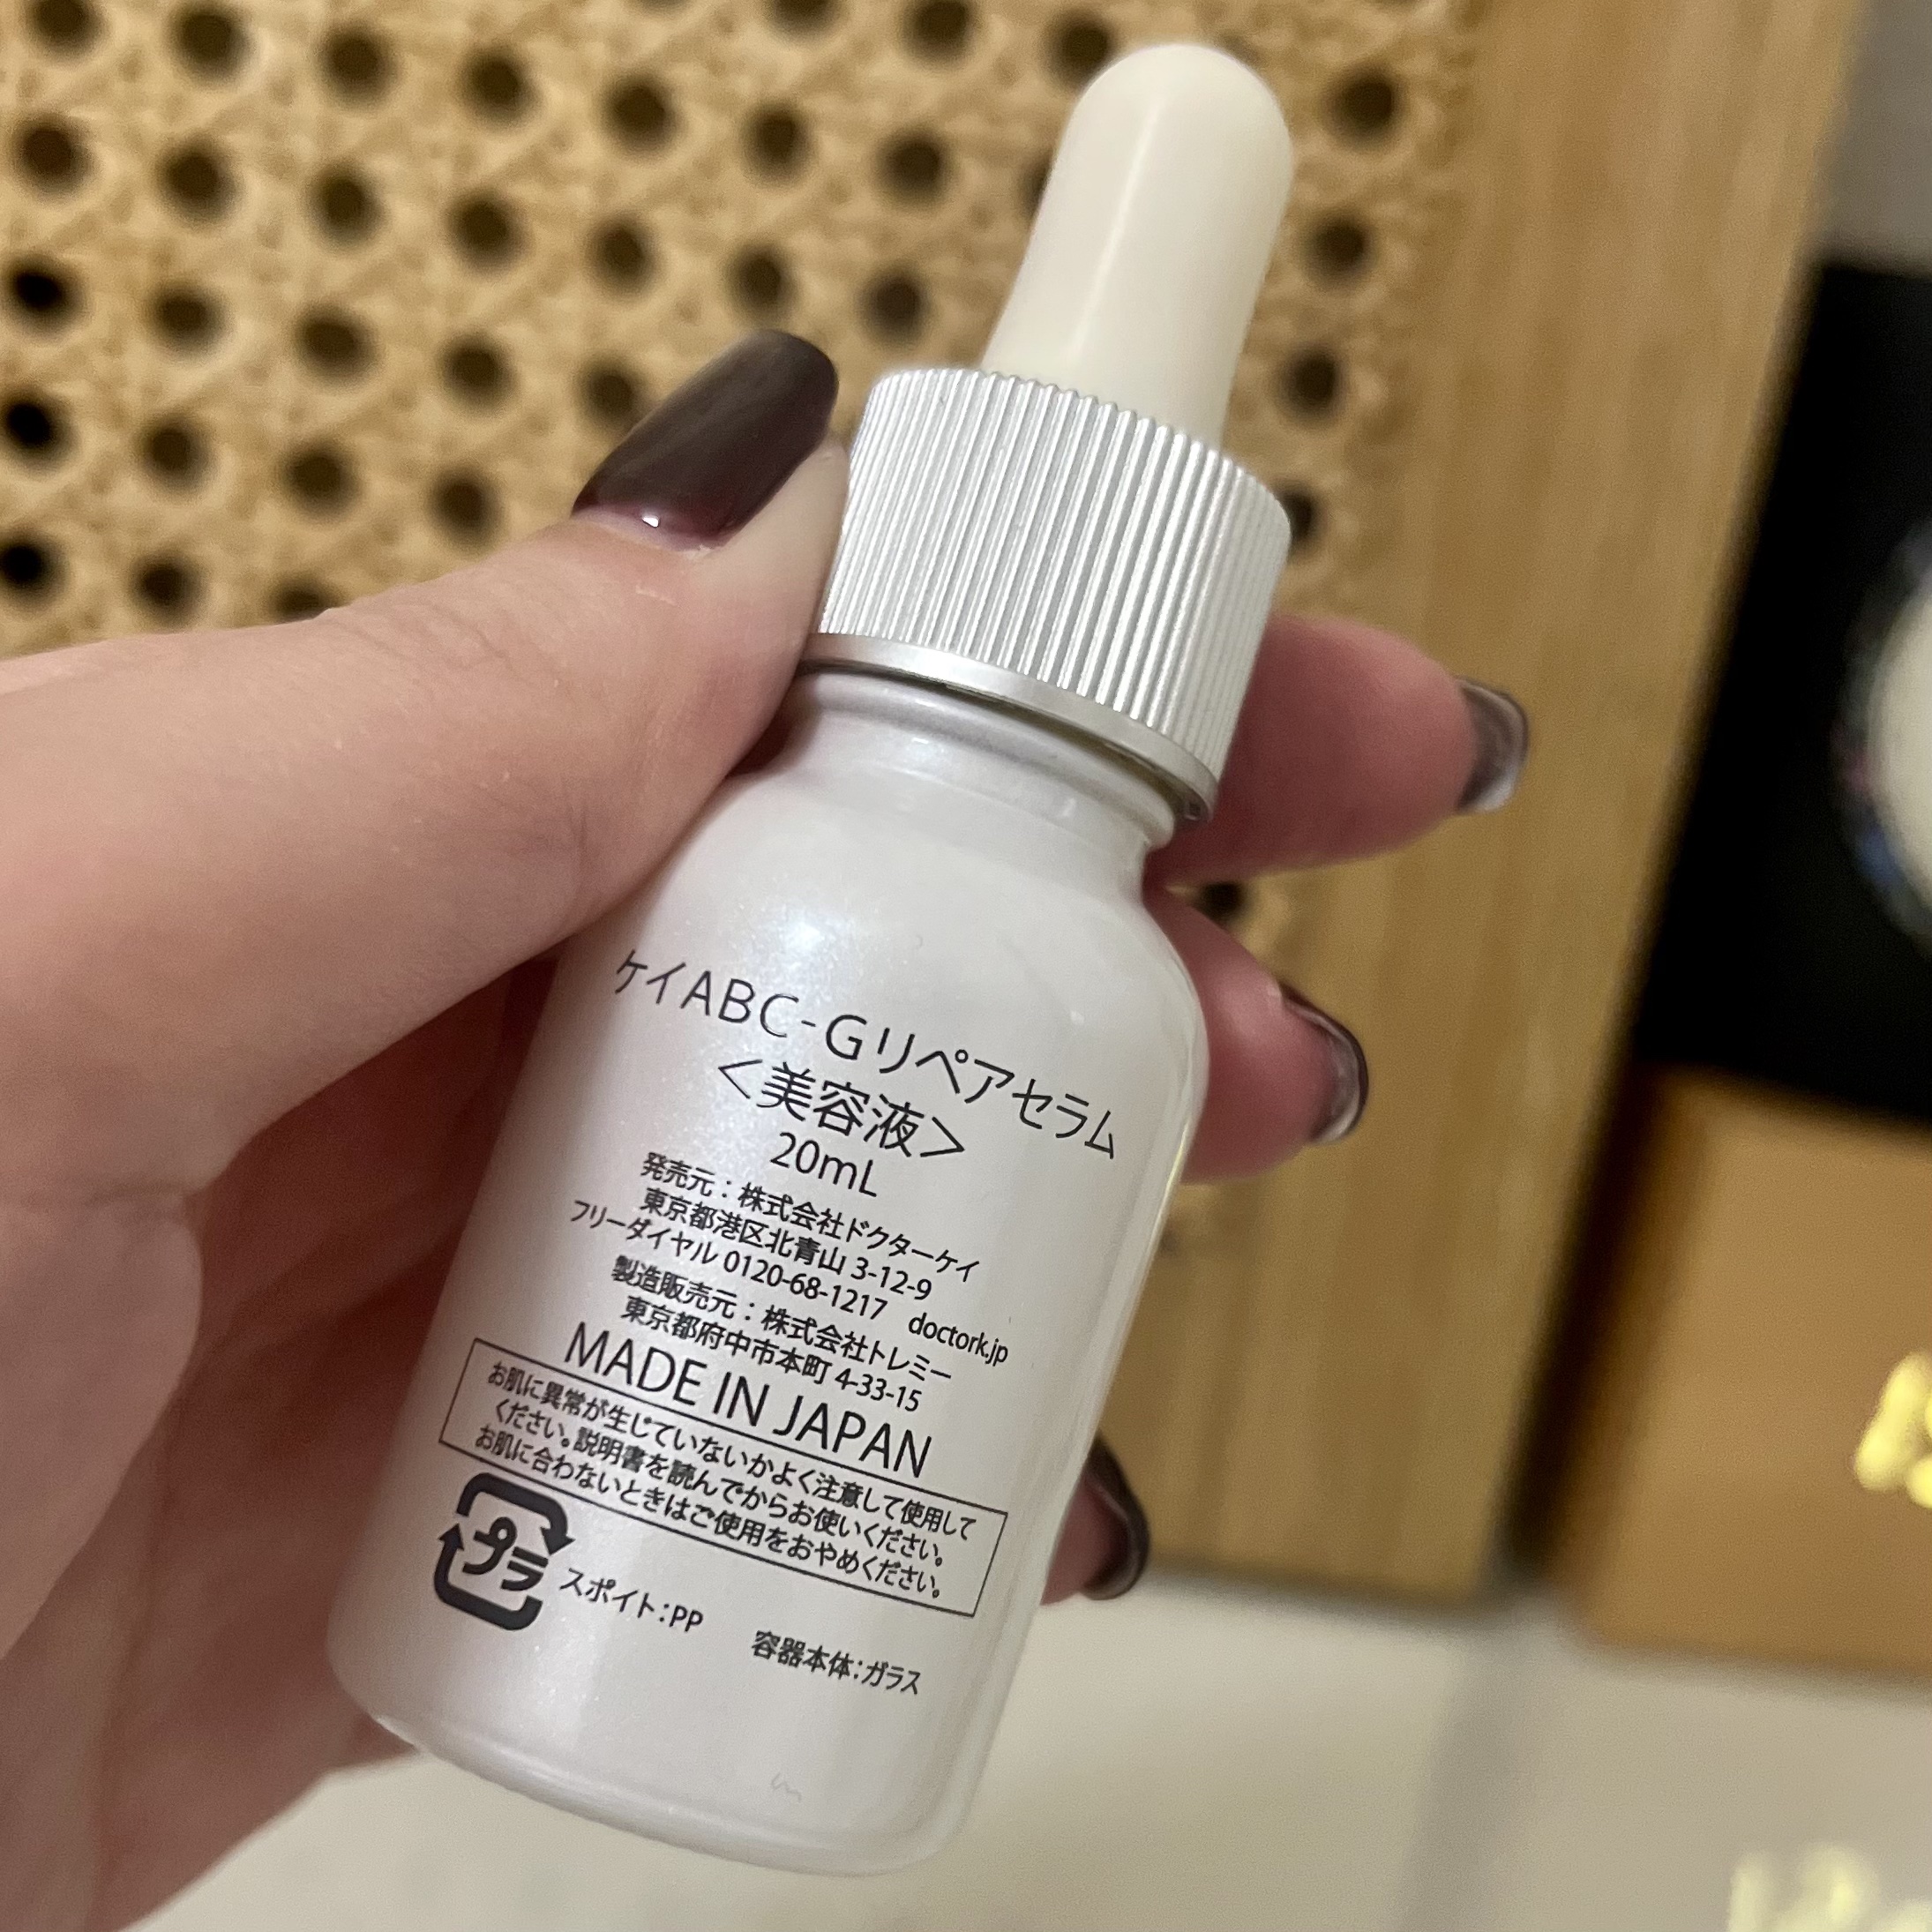 ケイABC-Gリペアセラム
＜美容液＞
20mL
発売元：株式会社ドクターケイ
東京都港区北青山 3-12-9
フリーダイヤル 0120-68-1217 doctork.jp
製造販売元：株式会社トレミー
東京都府中市本町 4-33-15
MADE IN JAPAN
お肌に異常が生じていないかよく注意して使用して
ください。説明書を読んでからお使いください。
お肌に合わないときはご使用をおやめください。
プラ スポイト：PP 容器本体：ガラス